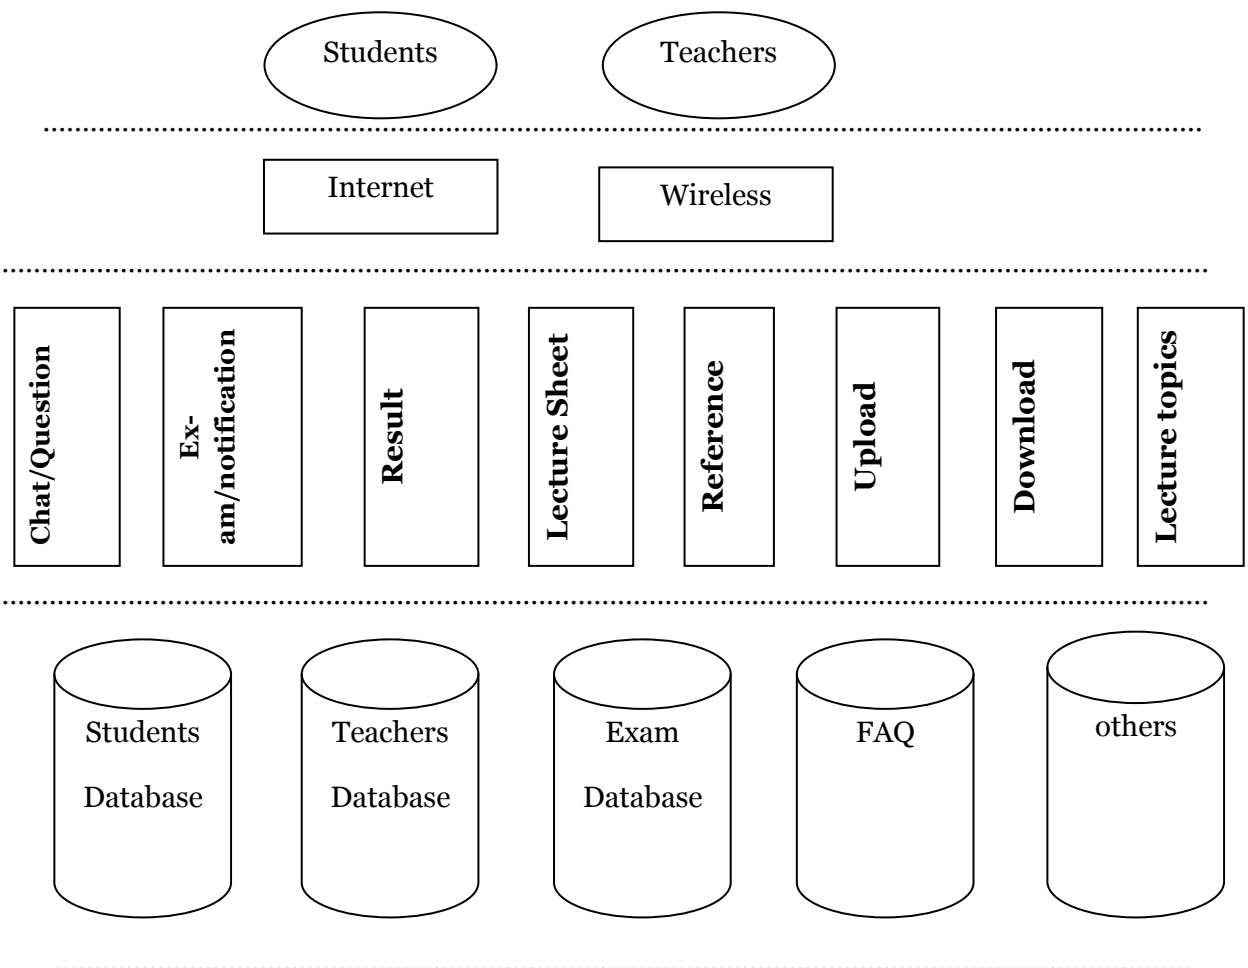 Students
Teachers
Internet
Wireless
Chat/Question
Ex-
am/notification
Result
Lecture Sheet
Reference
Upload
Download
Lecture topics
Students
Database
Teachers
Database
Exam
Database
FAQ
others